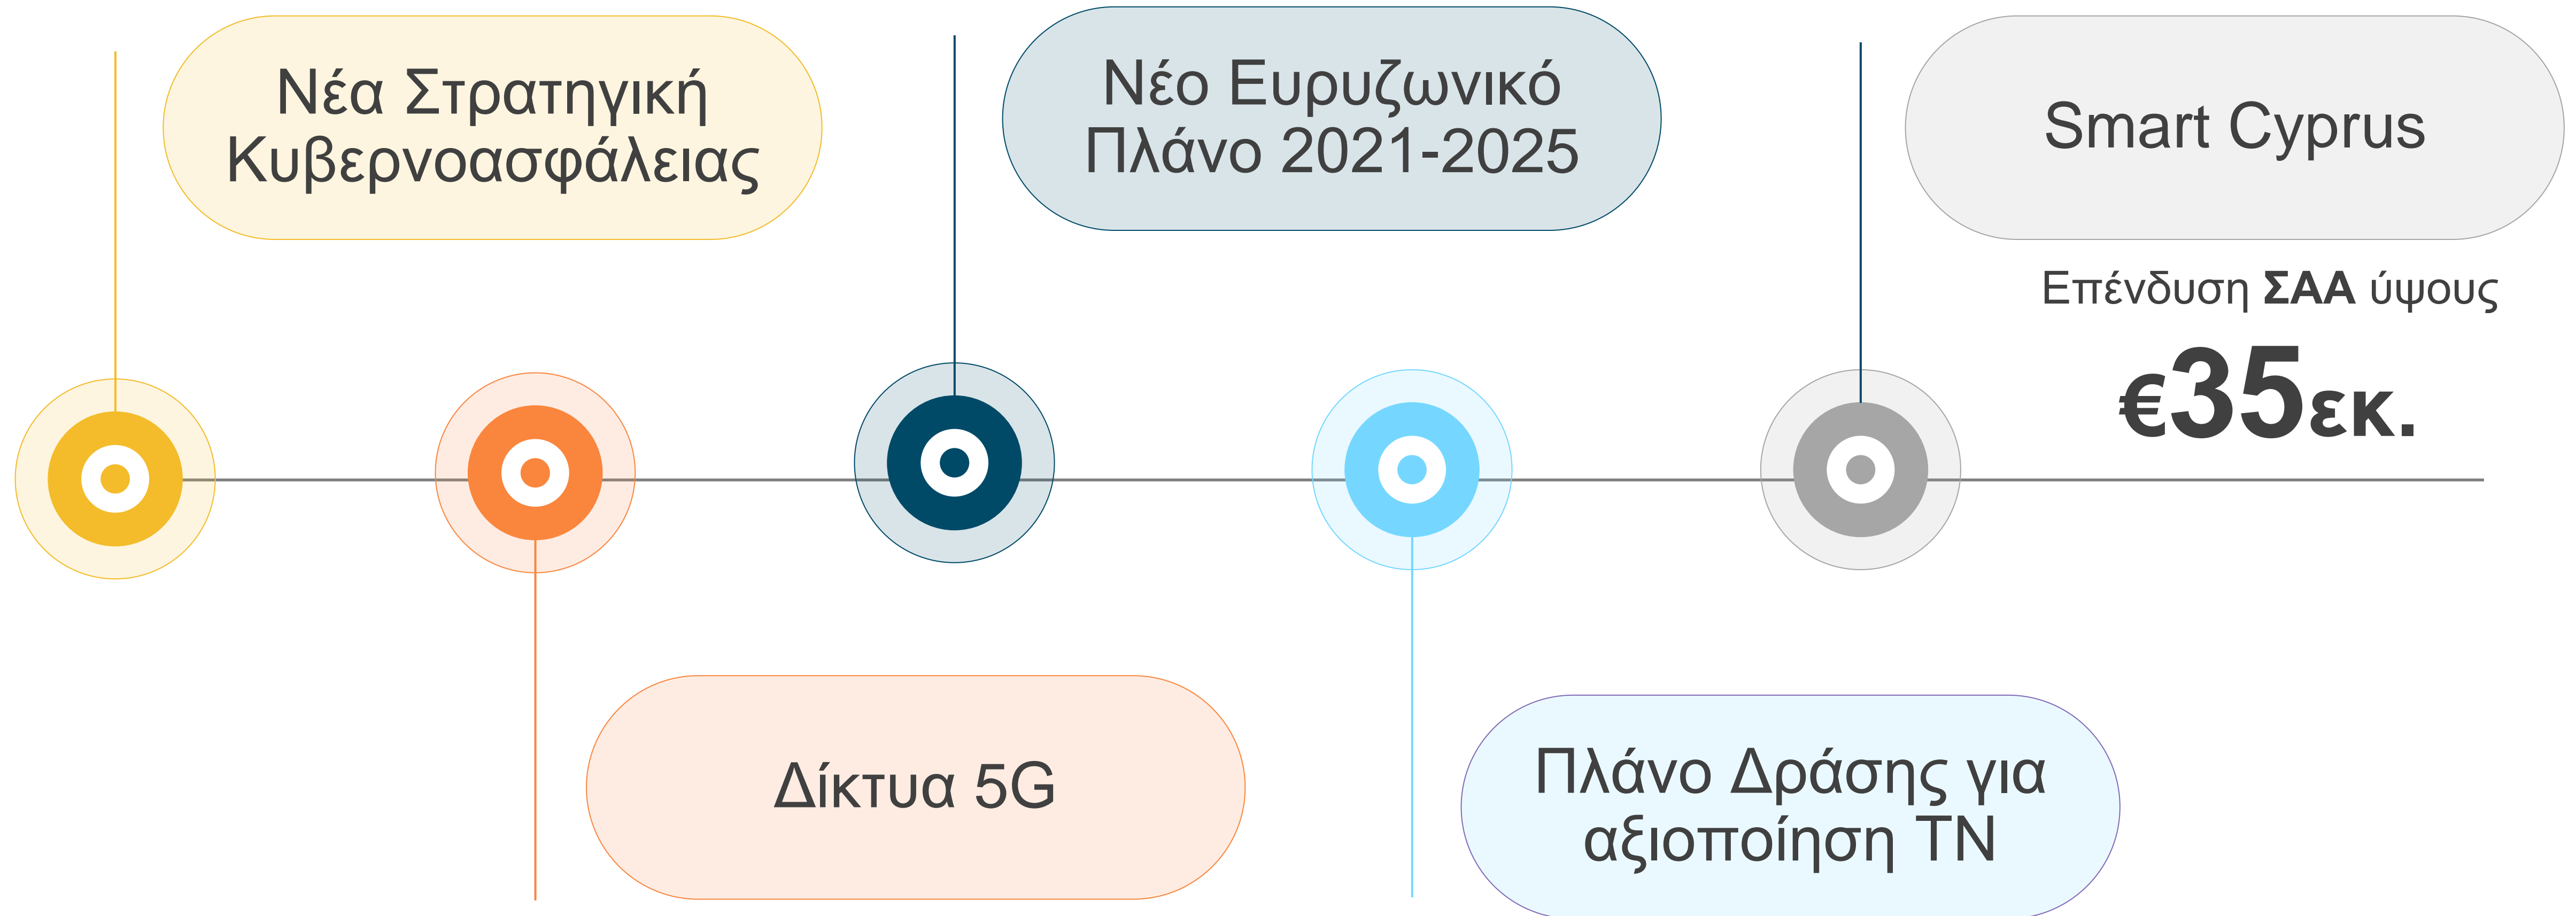 Νέα Στρατηγική
Κυβερνοασφάλειας
Νέο Ευρυζωνικό
Πλάνο 2021-2025
Smart Cyprus
Επένδυση ΣΑΑ ύψους
€35εκ.
Δίκτυα 5G
Πλάνο Δράσης για
αξιοποίηση ΤΝ